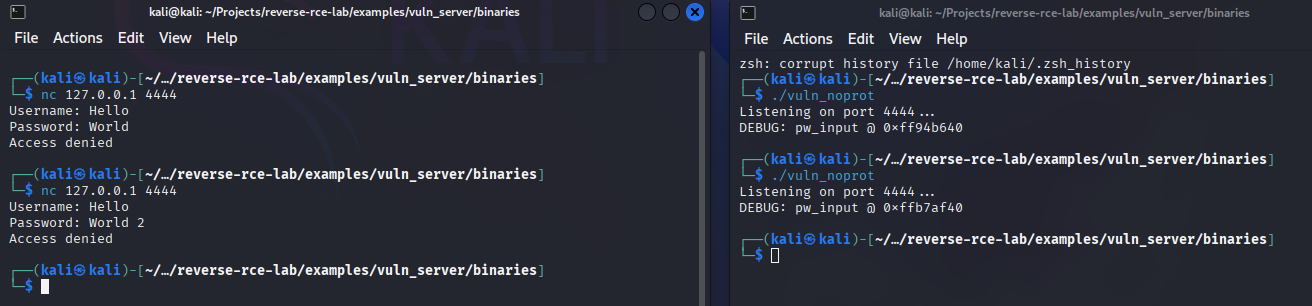 kali@kali: ~/Projects/reverse-rce-lab/examples/vuln_server/binaries
File Actions Edit View Help
┌──(kali㉿kali)-[~/…/reverse-rce-lab/examples/vuln_server/binaries]
└─$ nc 127.0.0.1 4444
Username: Hello
Password: World
Access denied
┌──(kali㉿kali)-[~/…/reverse-rce-lab/examples/vuln_server/binaries]
└─$ nc 127.0.0.1 4444
Username: Hello
Password: World 2
Access denied
┌──(kali㉿kali)-[~/…/reverse-rce-lab/examples/vuln_server/binaries]
└─$
kali@kali: ~/Projects/reverse-rce-lab/examples/vuln_server/binaries
File Actions Edit View Help
zsh: corrupt history file /home/kali/.zsh_history
┌──(kali㉿kali)-[~/…/reverse-rce-lab/examples/vuln_server/binaries]
└─$ ./vuln_noprot
Listening on port 4444...
DEBUG: pw_input @ 0xff94b640
┌──(kali㉿kali)-[~/…/reverse-rce-lab/examples/vuln_server/binaries]
└─$ ./vuln_noprot
Listening on port 4444...
DEBUG: pw_input @ 0xffb7af40
┌──(kali㉿kali)-[~/…/reverse-rce-lab/examples/vuln_server/binaries]
└─$